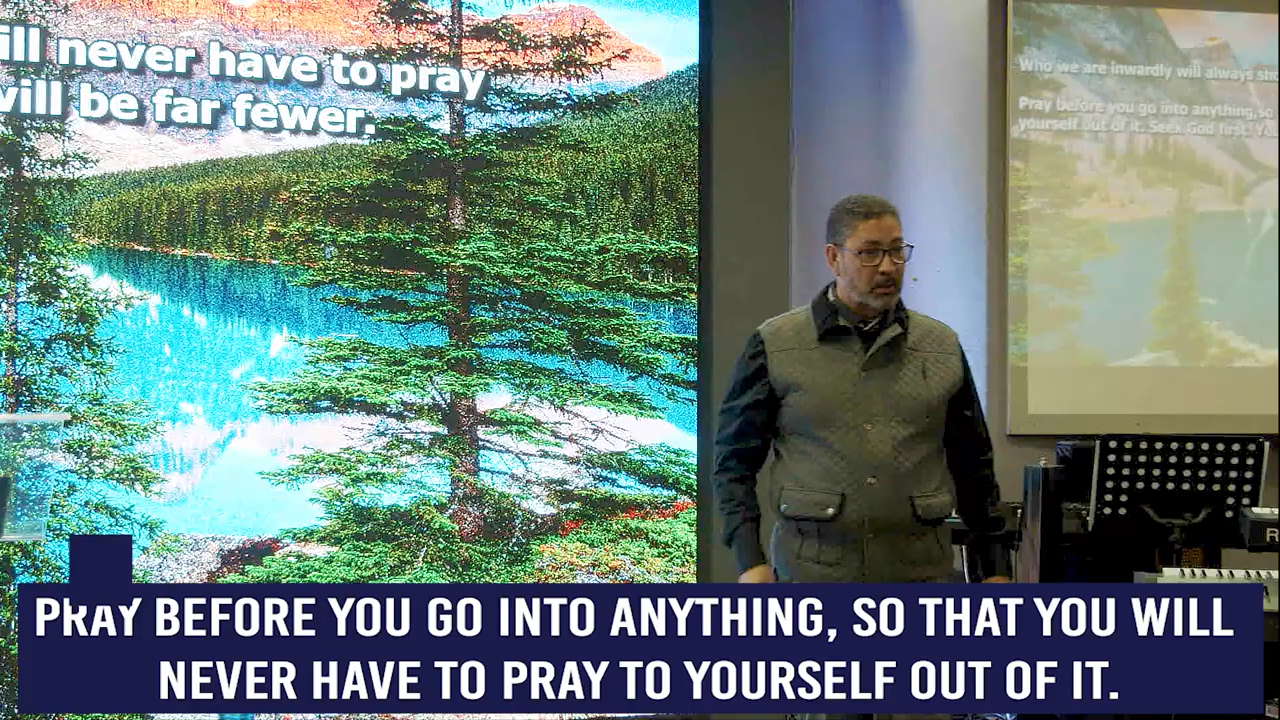 ill never have to pray
will be far fewer.
Who we are inwardly will always sho
Pray before you go into anything,so
yourself out of it. Seek God first. Yo
R
PRAY BEFORE YOU GO INTO ANYTHING, SO THAT YOU WILL
NEVER HAVE TO PRAY TO YOURSELF OUT OF IT.